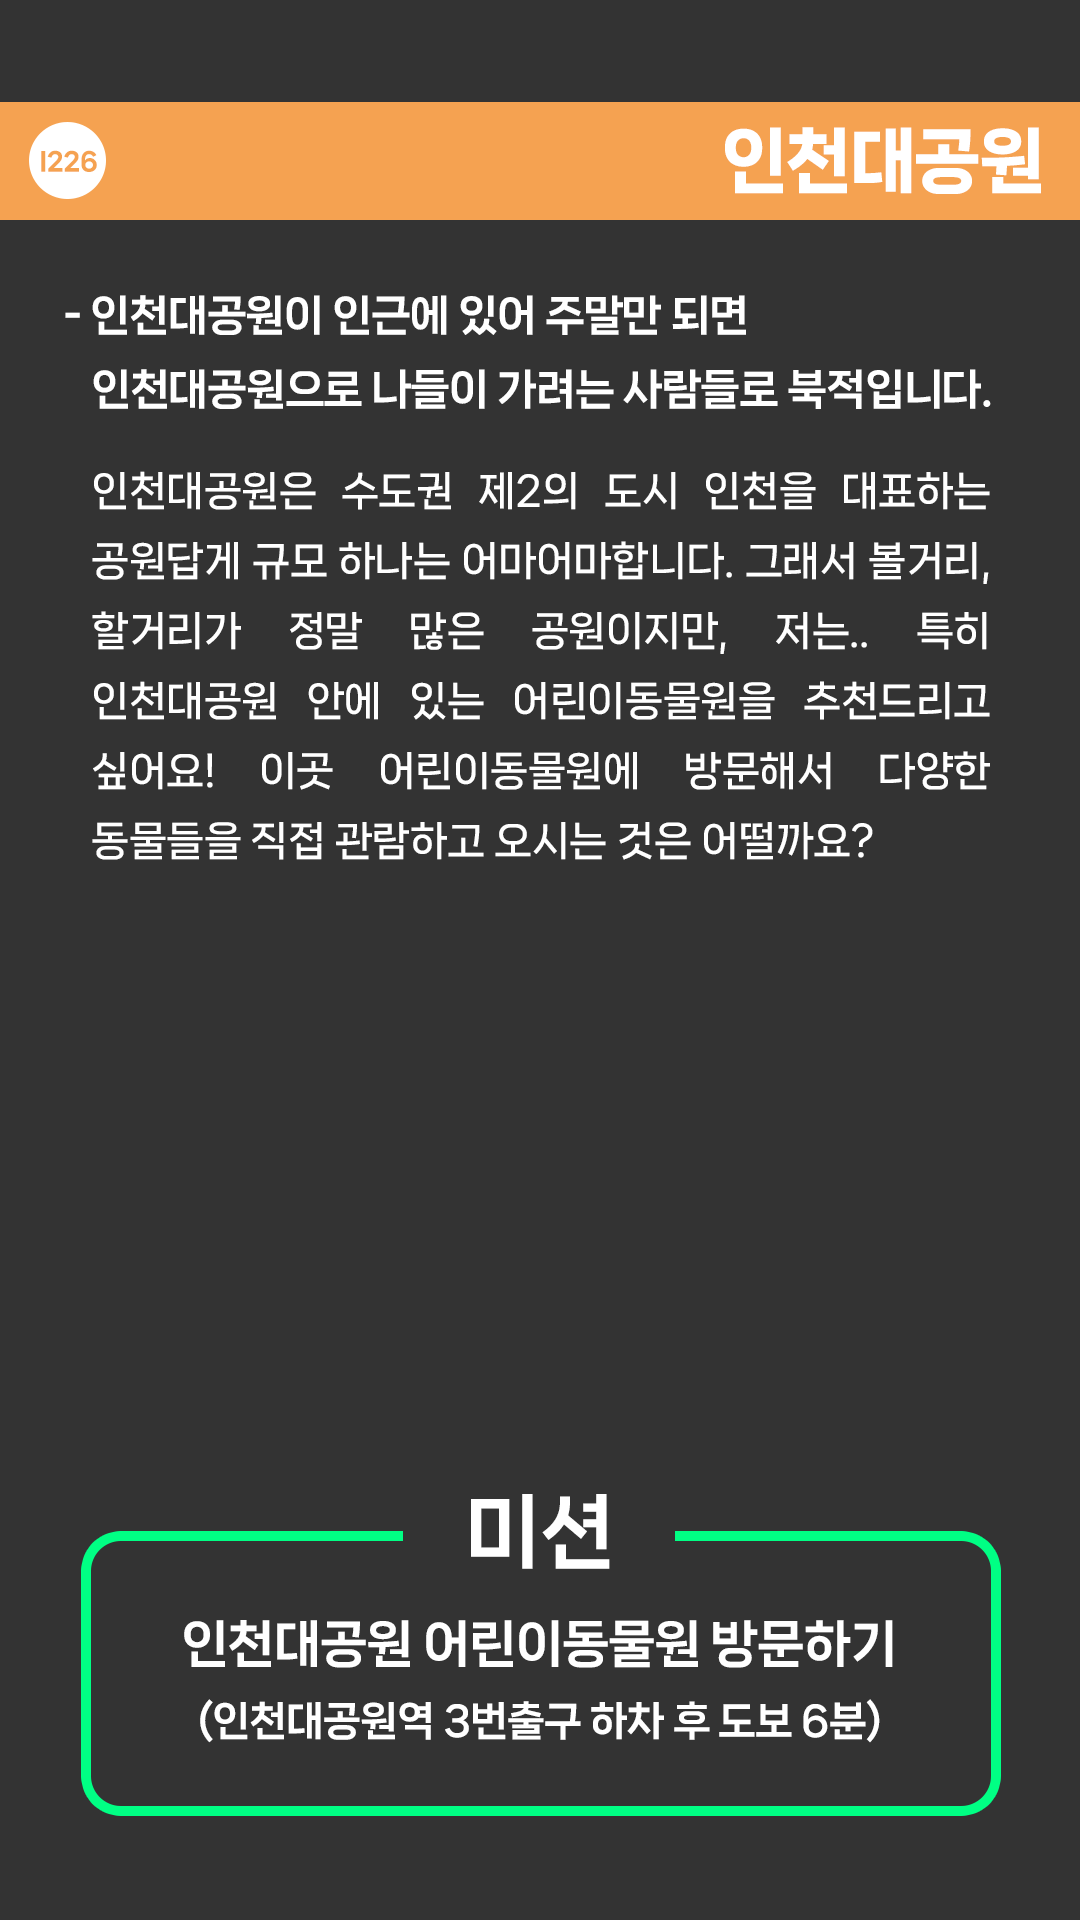 I226
인천대공원
- 인천대공원이 인근에 있어 주말만 되면
인천대공원으로 나들이 가려는 사람들로 북적입니다.
인천대공원은 수도권 제2의 도시 인천을 대표하는
공원답게 규모 하나는 어마어마합니다. 그래서 볼거리,
할거리가 정말 많은 공원이지만, 저는.. 특히
인천대공원 안에 있는 어린이동물원을 추천드리고
싶어요! 이곳 어린이동물원에 방문해서 다양한
동물들을 직접 관람하고 오시는 것은 어떨까요?
미션
인천대공원 어린이동물원 방문하기
(인천대공원역 3번출구 하차 후 도보 6분)